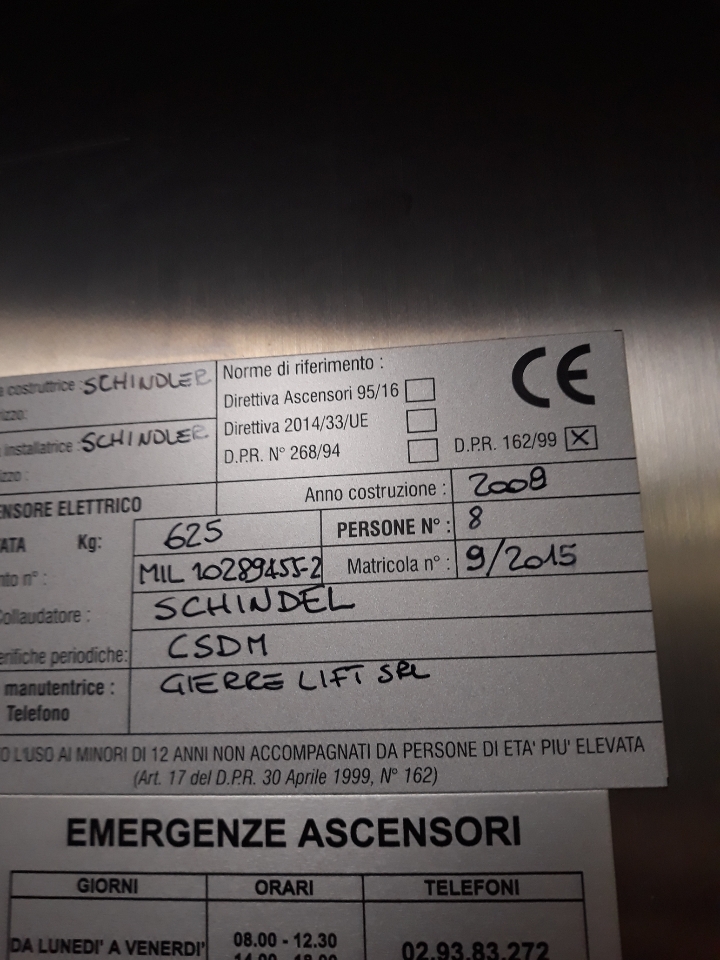 costruttrice : SCHINDLER
Norme di riferimento :
CE
Direttiva Ascensori 95/16
Direttiva 2014/33/UE
installatrice : SCHINDLER
D.P.R. N° 268/94
D.P.R. 162/99 X
NSORE ELETTRICO
Anno costruzione : 2008
ATA Kg: 625
PERSONE N° : 8
nto n° : MIL 10289455-2
Matricola n° : 9/2015
ollaudatore : SCHINDEL
erifiche periodiche: CSDM
manutentrice : GIERRE LIFT SRL
Telefono
O L'USO AI MINORI DI 12 ANNI NON ACCOMPAGNATI DA PERSONE DI ETA' PIU' ELEVATA
(Art. 17 del D.P.R. 30 Aprile 1999, N° 162)
EMERGENZE ASCENSORI
GIORNI ORARI TELEFONI
DA LUNEDI' A VENERDI' 08.00 - 12.30 02.93.83.272